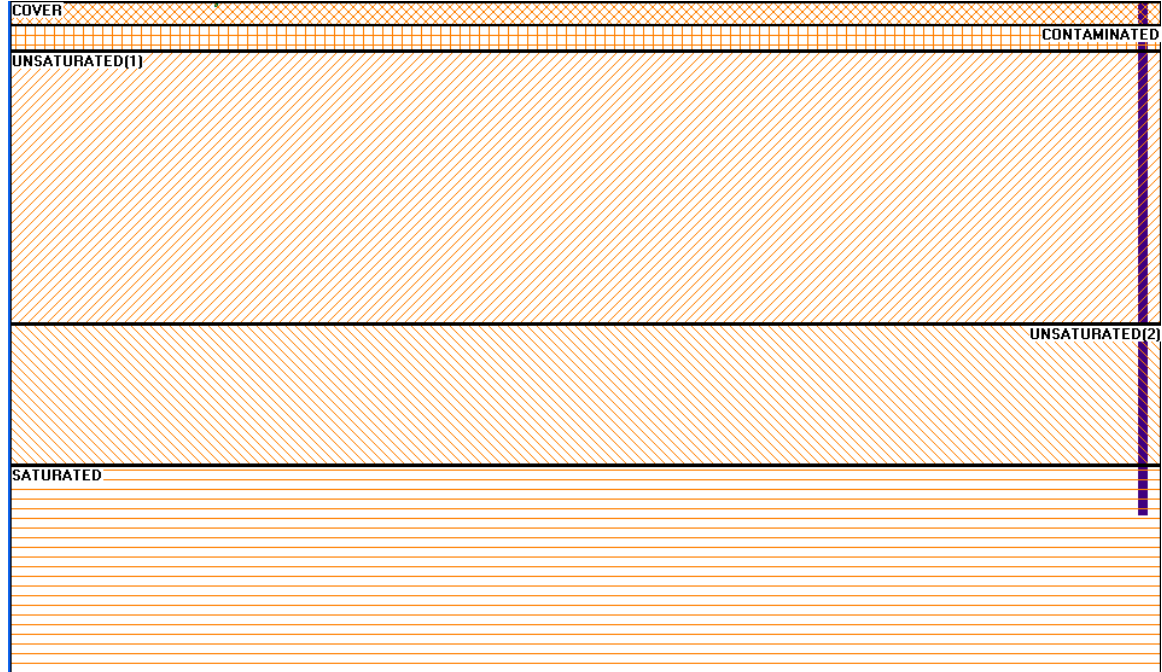 COVER
CONTAMINATED
UNSATURATED(1)
UNSATURATED(2)
SATURATED